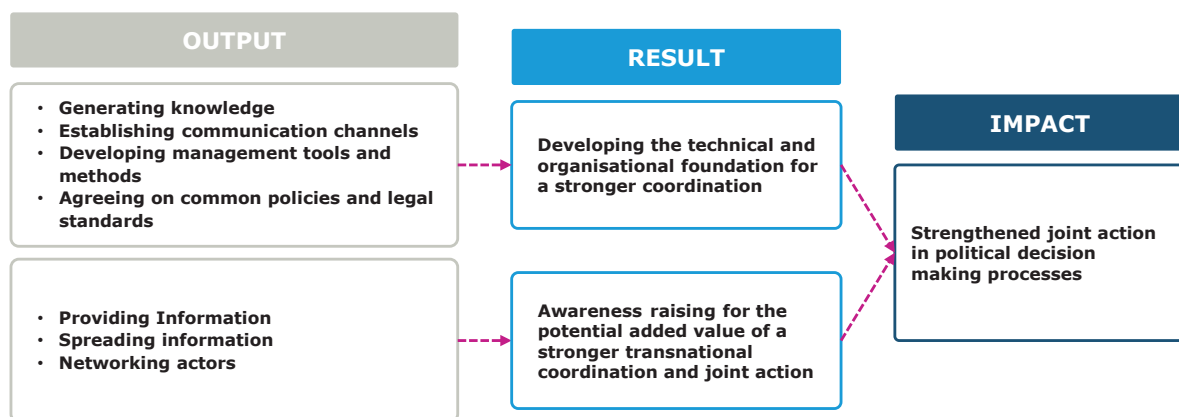 OUTPUT
• Generating knowledge
• Establishing communication channels
• Developing management tools and
methods
• Agreeing on common policies and legal
standards
• Providing Information
• Spreading information
• Networking actors
RESULT
Developing the technical and
organisational foundation for
a stronger coordination
Awareness raising for the
potential added value of a
stronger transnational
coordination and joint action
IMPACT
Strengthened joint action
in political decision
making processes